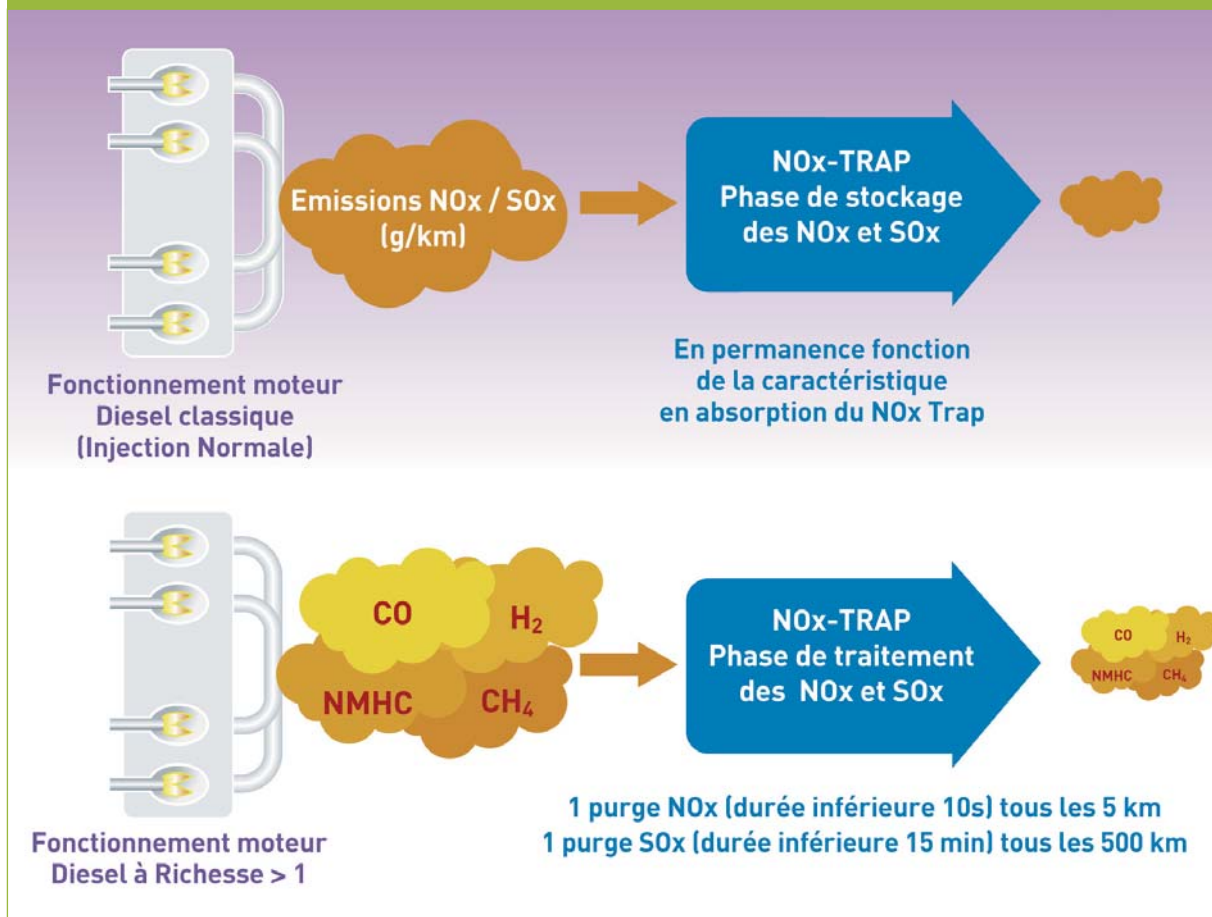 Emissions NOx / SOx
(g/km)
NOx-TRAP
Phase de stockage
des NOx et SOx
En permanence fonction
de la caractéristique
en absorption du NOx Trap
Fonctionnement moteur
Diesel classique
(Injection Normale)
CO
H₂
NMHC
CH₄
NOx-TRAP
Phase de traitement
des NOx et SOx
CO
H₂
NMHC
CH₄
1 purge NOx (durée inférieure 10s) tous les 5 km
1 purge SOx (durée inférieure 15 min) tous les 500 km
Fonctionnement moteur
Diesel à Richesse > 1